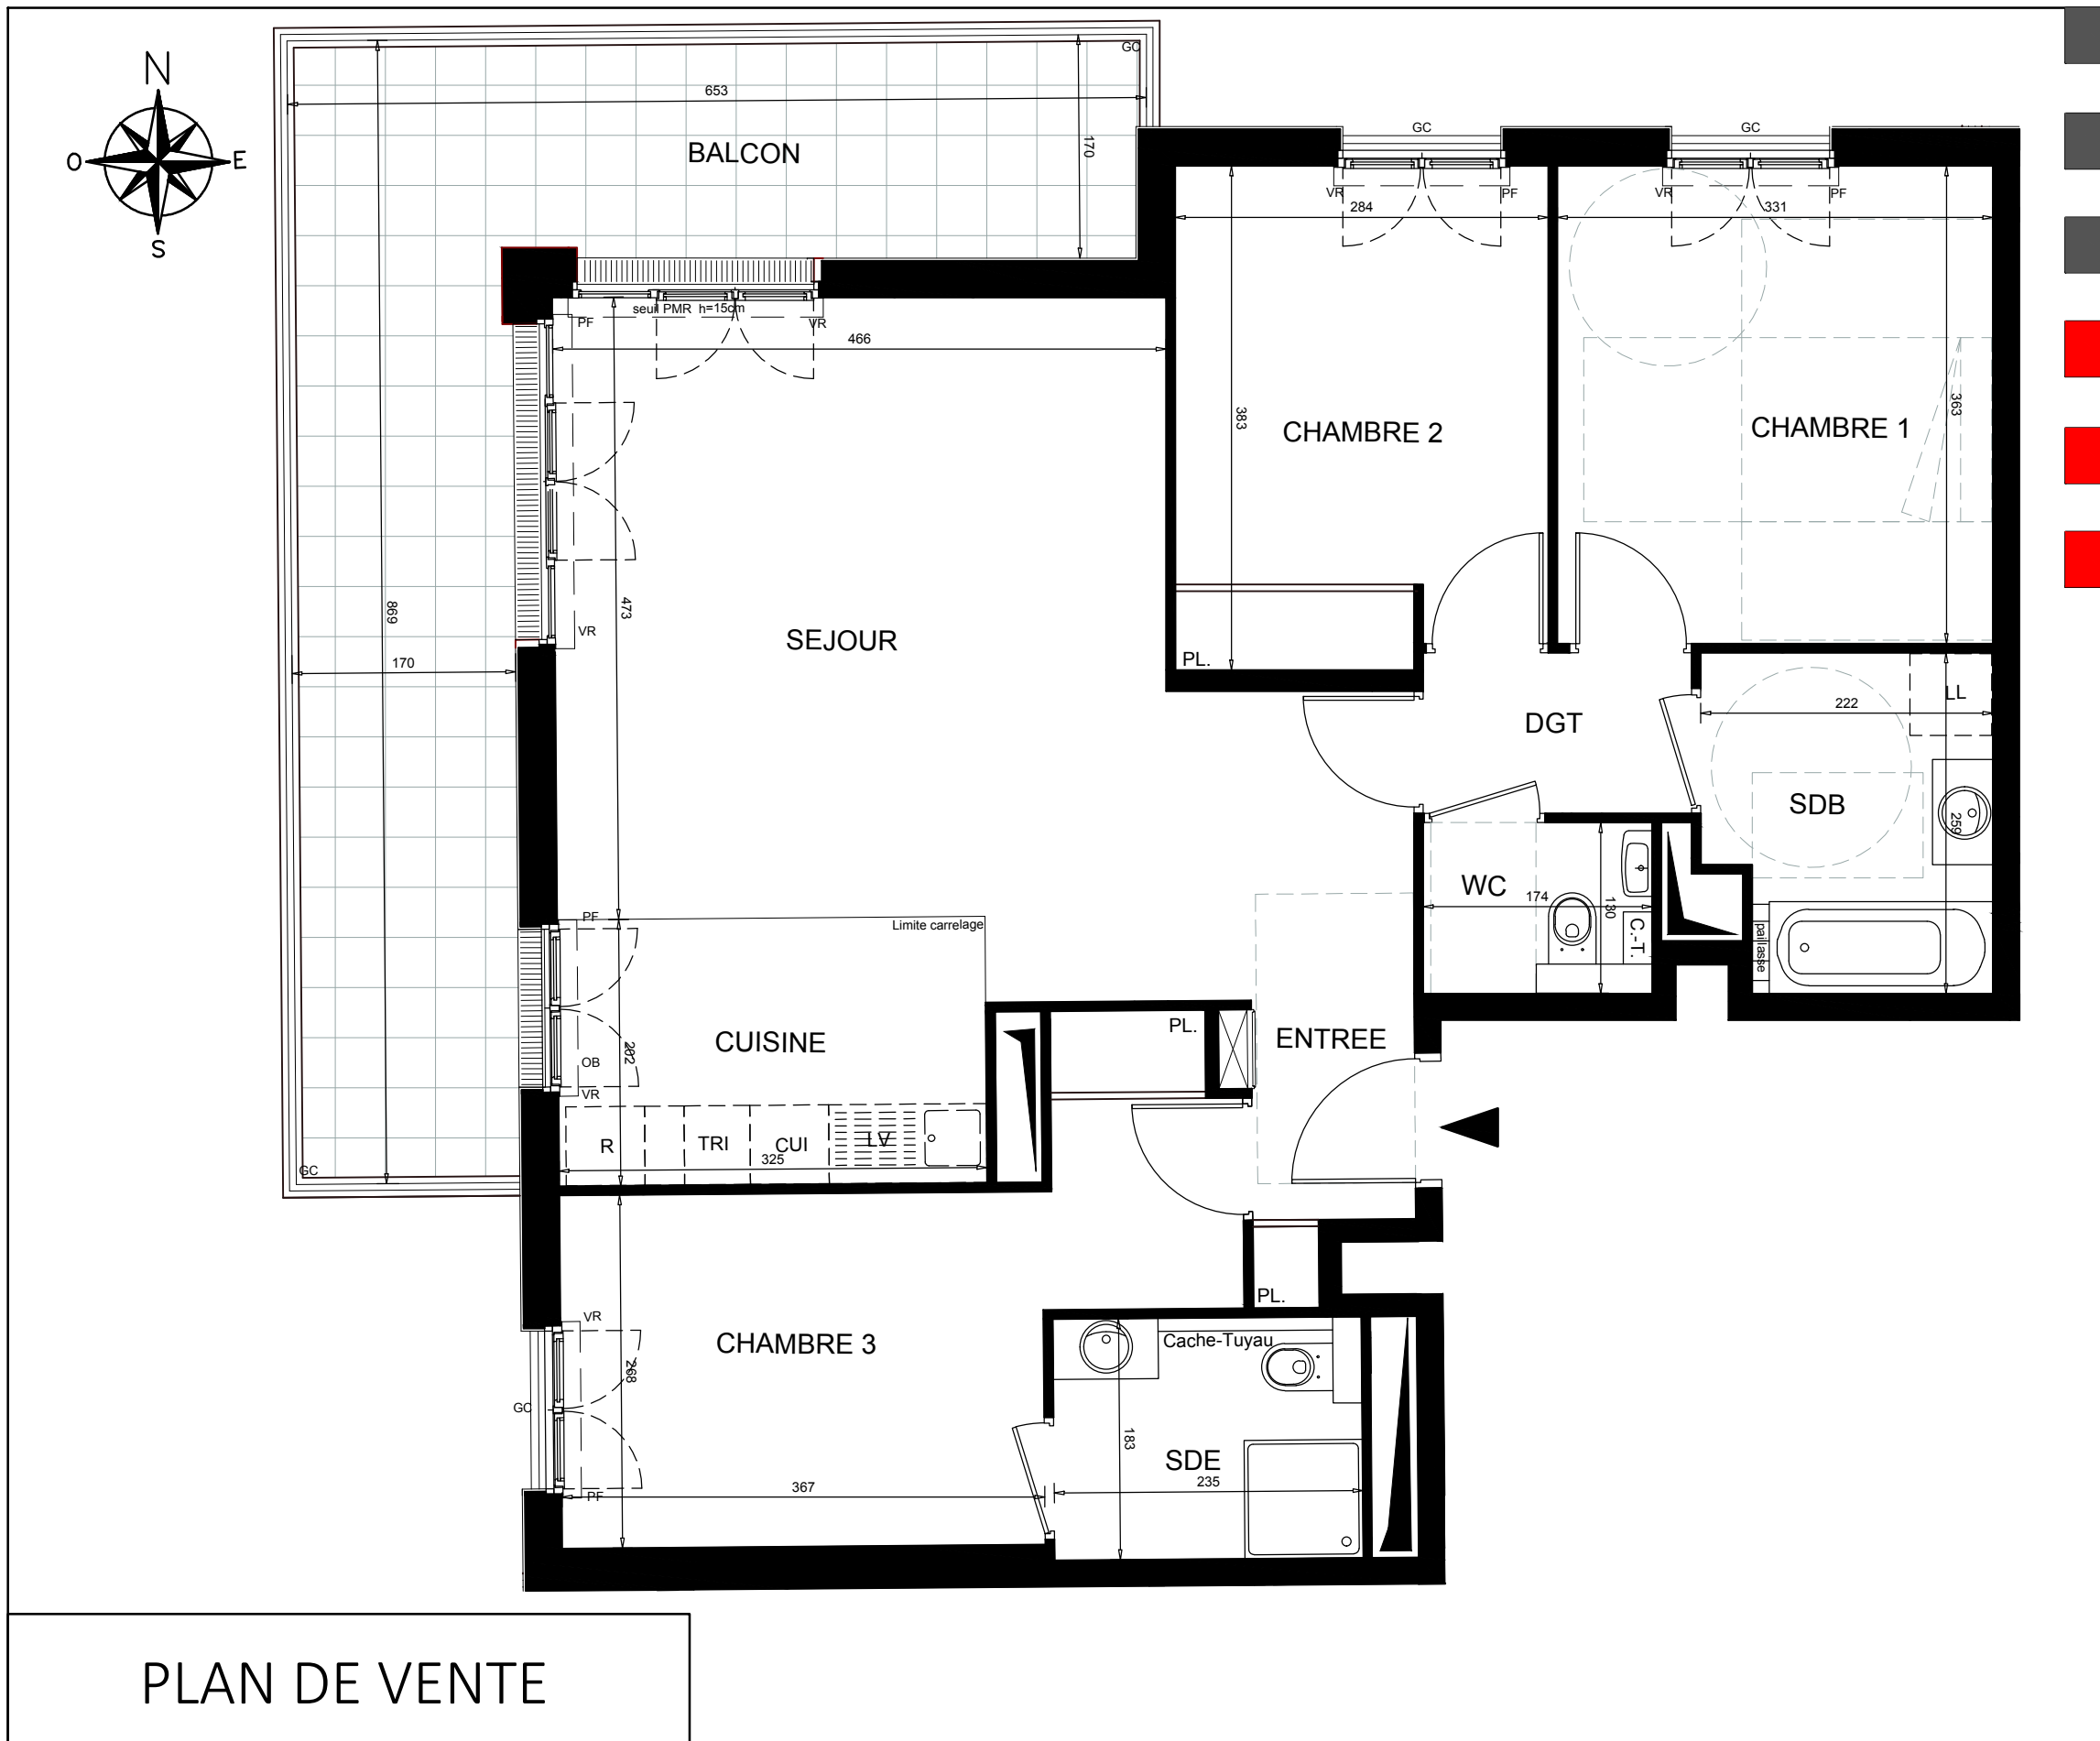 N
O
E
S
GC
653
BALCON
170
GC
GC
VR
PF
VR
PF
284
331
seuil PMR h=15cm
PF
VR
466
383
363
CHAMBRE 2
CHAMBRE 1
869
473
VR
SEJOUR
170
PL.
DGT
222
LL
SDB
259
WC
174
130
C.-T.
paillasse
PF
Limite carrelage
CUISINE
202
OB
VR
PL.
ENTREE
R
TRI
CUI
LV
325
GC
VR
PL.
CHAMBRE 3
268
Cache-Tuyau
GC
183
SDE
367
235
PF
PLAN DE VENTE